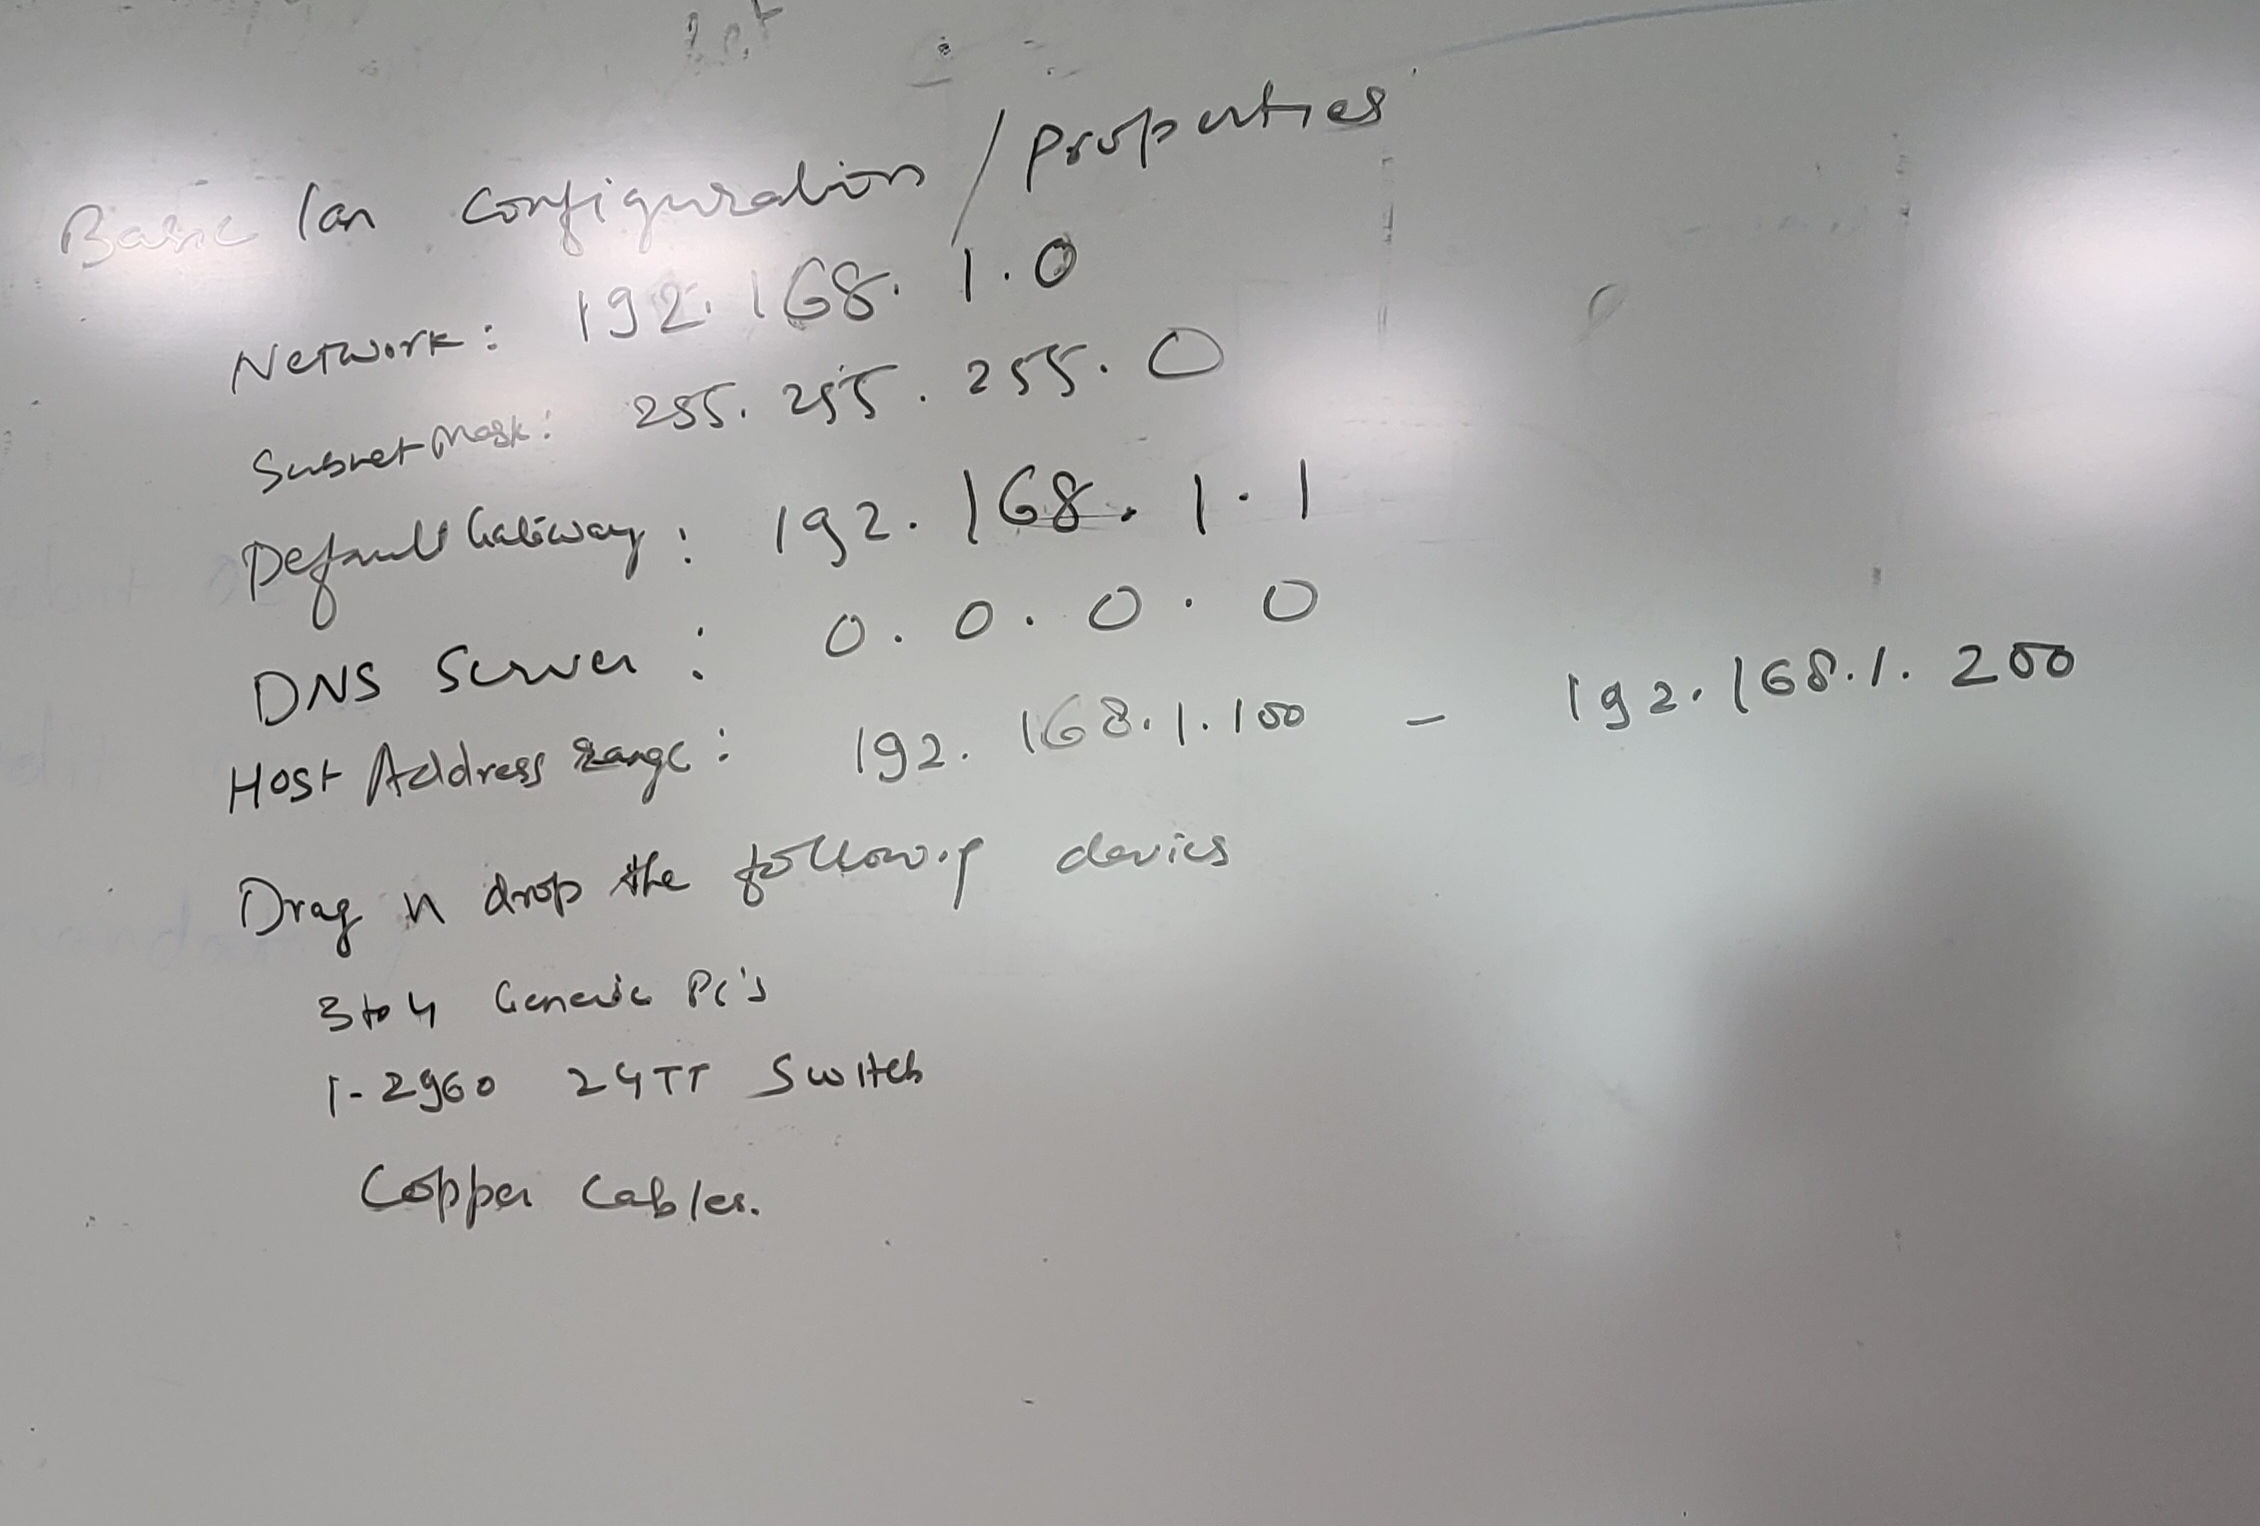 Basic lan configuration / properties
Network: 192.168.1.0
Subnet Mask: 255.255.255.0
Default Gateway: 192.168.1.1
DNS Server: 0.0.0.0
Host Address range: 192.168.1.100 - 192.168.1.200
Drag n drop the following devics
3 to 4 Generic PC's
1-2960 24TT Switch
Copper Cables.